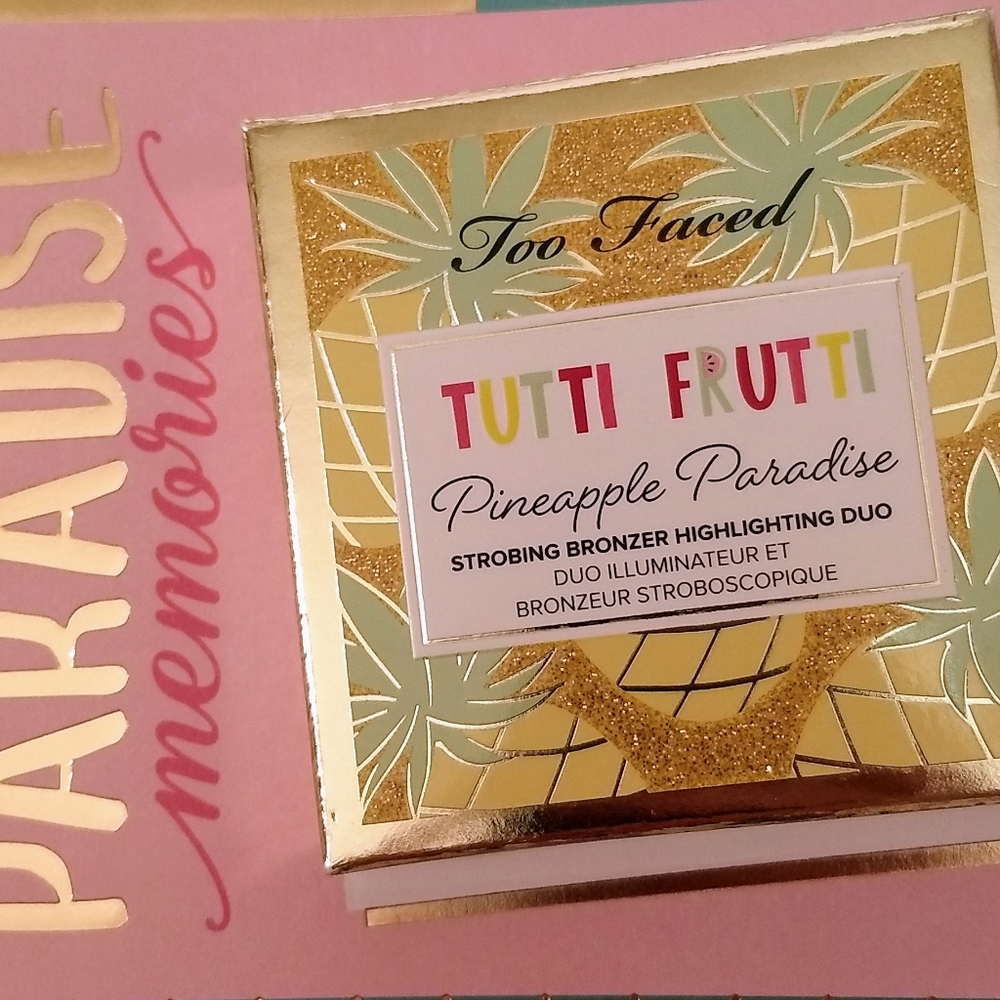 PARADISE
memories
Too Faced
TUTTI FRUTTI
Pineapple Paradise
STROBING BRONZER HIGHLIGHTING DUO
DUO ILLUMINATEUR ET
BRONZEUR STROBOSCOPIQUE